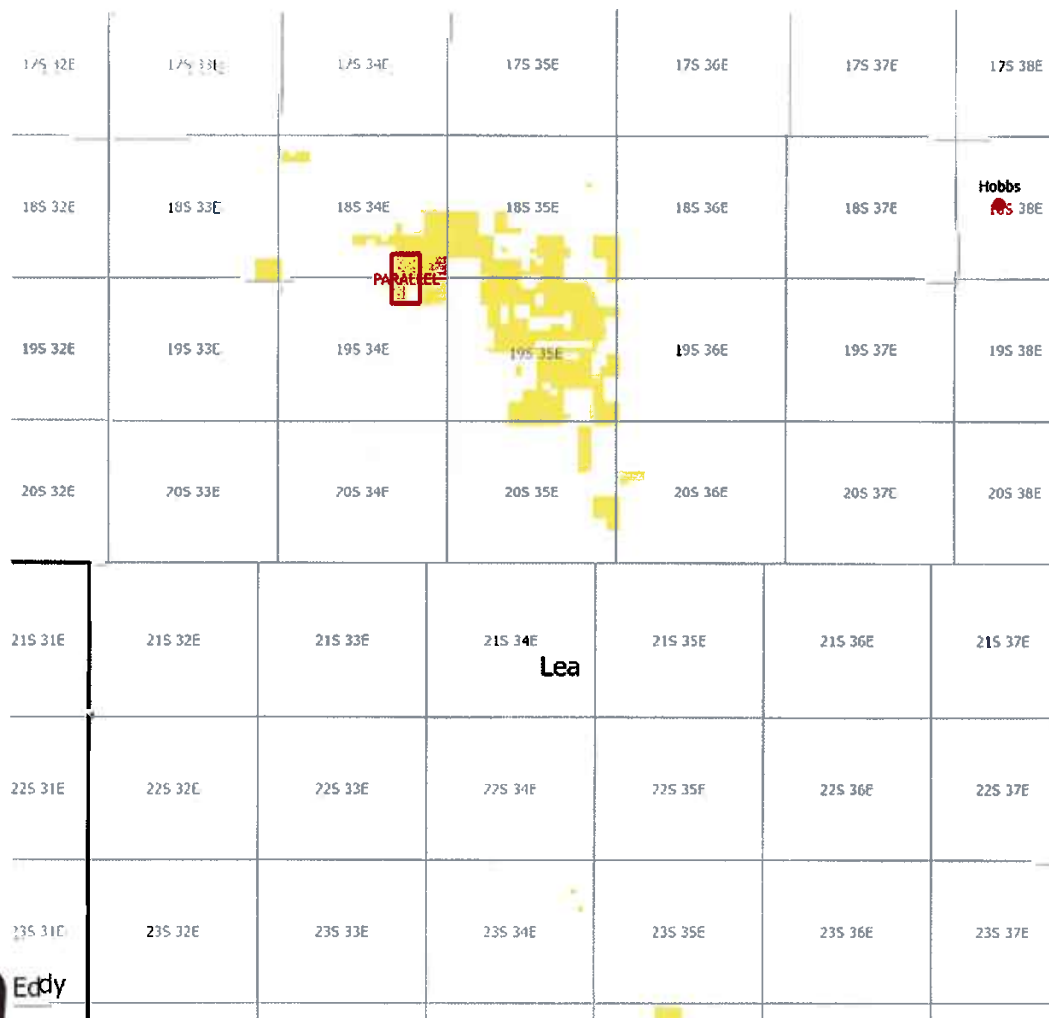 17S 32E 17S 33E 17S 34E 17S 35E 17S 36E 17S 37E 17S 38E
Hobbs
18S 32E 18S 33E 18S 34E 18S 35E 18S 36E 18S 37E 18S 38E
PARALLEL
19S 32E 19S 33E 19S 34E 19S 35E 19S 36E 19S 37E 19S 38E
20S 32E 20S 33E 20S 34E 20S 35E 20S 36E 20S 37E 20S 38E
21S 31E 21S 32E 21S 33E 21S 34E 21S 35E 21S 36E 21S 37E
Lea
22S 31E 22S 32E 22S 33E 22S 34E 22S 35E 22S 36E 22S 37E
23S 31E 23S 32E 23S 33E 23S 34E 23S 35E 23S 36E 23S 37E
Eddy